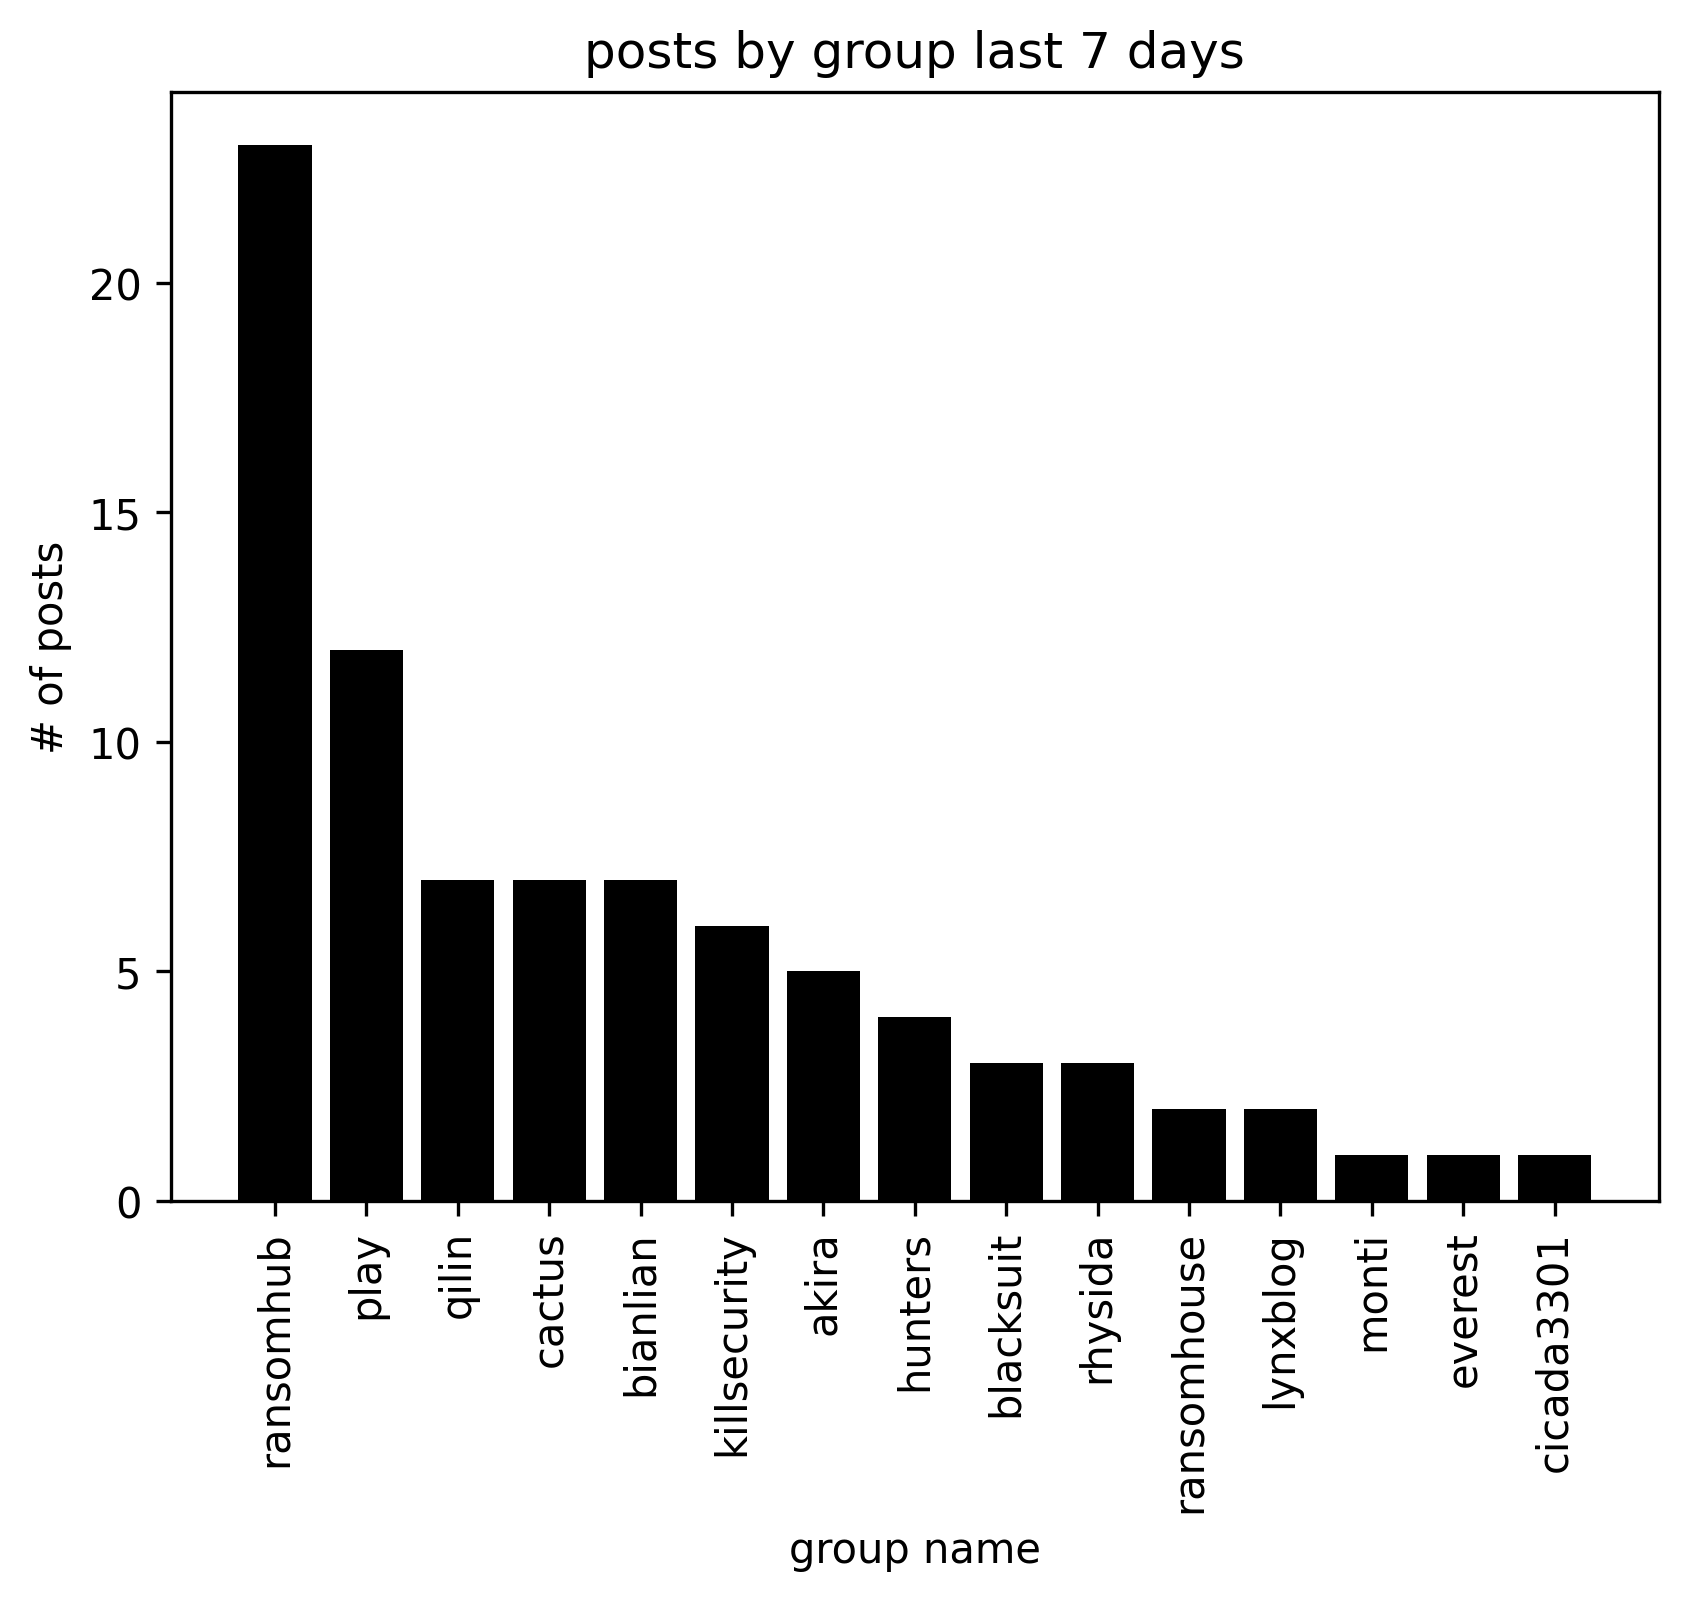 posts by group last 7 days
# of posts
20
15
10
5
0
ransomhub
play
qilin
cactus
bianlian
killsecurity
akira
hunters
blacksuit
rhysida
ransomhouse
lynxblog
monti
everest
cicada3301
group name